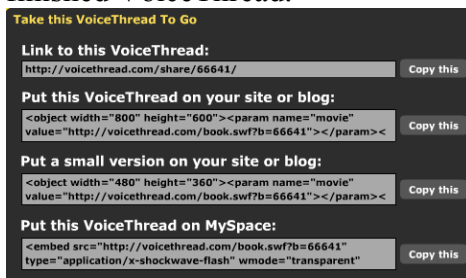 Take this VoiceThread To Go
Link to this VoiceThread:
http://voicethread.com/share/66641/
Copy this
Put this VoiceThread on your site or blog:
<object width="800" height="600"><param name="movie"
value="http://voicethread.com/book.swf?b=66641"></param><
Copy this
Put a small version on your site or blog:
<object width="480" height="360"><param name="movie"
value="http://voicethread.com/book.swf?b=66641"></param><
Copy this
Put this VoiceThread on MySpace:
<embed src="http://voicethread.com/book.swf?b=66641"
type="application/x-shockwave-flash" wmode="transparent"
Copy this